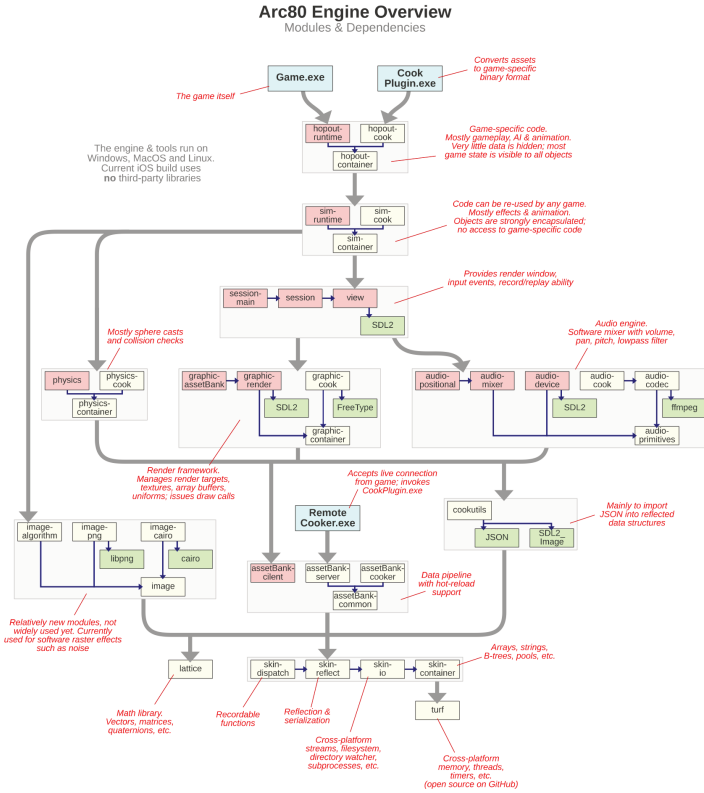 Arc80 Engine Overview
Modules & Dependencies
Game.exe
Cook
Plugin.exe
Converts assets
to game-specific
binary format
The game itself
hopout-
runtime
hopout-
cook
hopout-
container
Game-specific code.
Mostly gameplay, AI & animation.
Very little data is hidden; most
game state is visible to all objects
The engine & tools run on
Windows, MacOS and Linux.
Current iOS build uses
no third-party libraries
sim-
runtime
sim-
cook
sim-
container
Code can be re-used by any game.
Mostly effects & animation.
Objects are strongly encapsulated;
no access to game-specific code
session-
main
session
view
SDL2
Provides render window,
input events, record/replay ability
Mostly sphere casts
and collision checks
Audio engine.
Software mixer with volume,
pan, pitch, lowpass filter
physics
physics-
cook
physics-
container
graphic-
assetBank
graphic-
render
graphic-
cook
SDL2
FreeType
graphic-
container
audio-
positional
audio-
mixer
audio-
device
audio-
cook
audio-
codec
SDL2
ffmpeg
audio-
primitives
Render framework.
Manages render targets,
textures, array buffers,
uniforms; issues draw calls
Accepts live connection
from game; invokes
CookPlugin.exe
Remote
Cooker.exe
cookutils
JSON
SDL2_
Image
Mainly to import
JSON into reflected
data structures
image-
algorithm
image-
png
image-
cairo
libpng
cairo
image
assetBank-
cilent
assetBank-
server
assetBank-
cooker
assetBank-
common
Data pipeline
with hot-reload
support
Relatively new modules, not
widely used yet. Currently
used for software raster effects
such as noise
lattice
skin-
dispatch
skin-
reflect
skin-
io
skin-
container
Arrays, strings,
B-trees, pools, etc.
turf
Math library.
Vectors, matrices,
quaternions, etc.
Recordable
functions
Reflection &
serialization
Cross-platform
streams, filesystem,
directory watcher,
subprocesses, etc.
Cross-platform
memory, threads,
timers, etc.
(open source on GitHub)